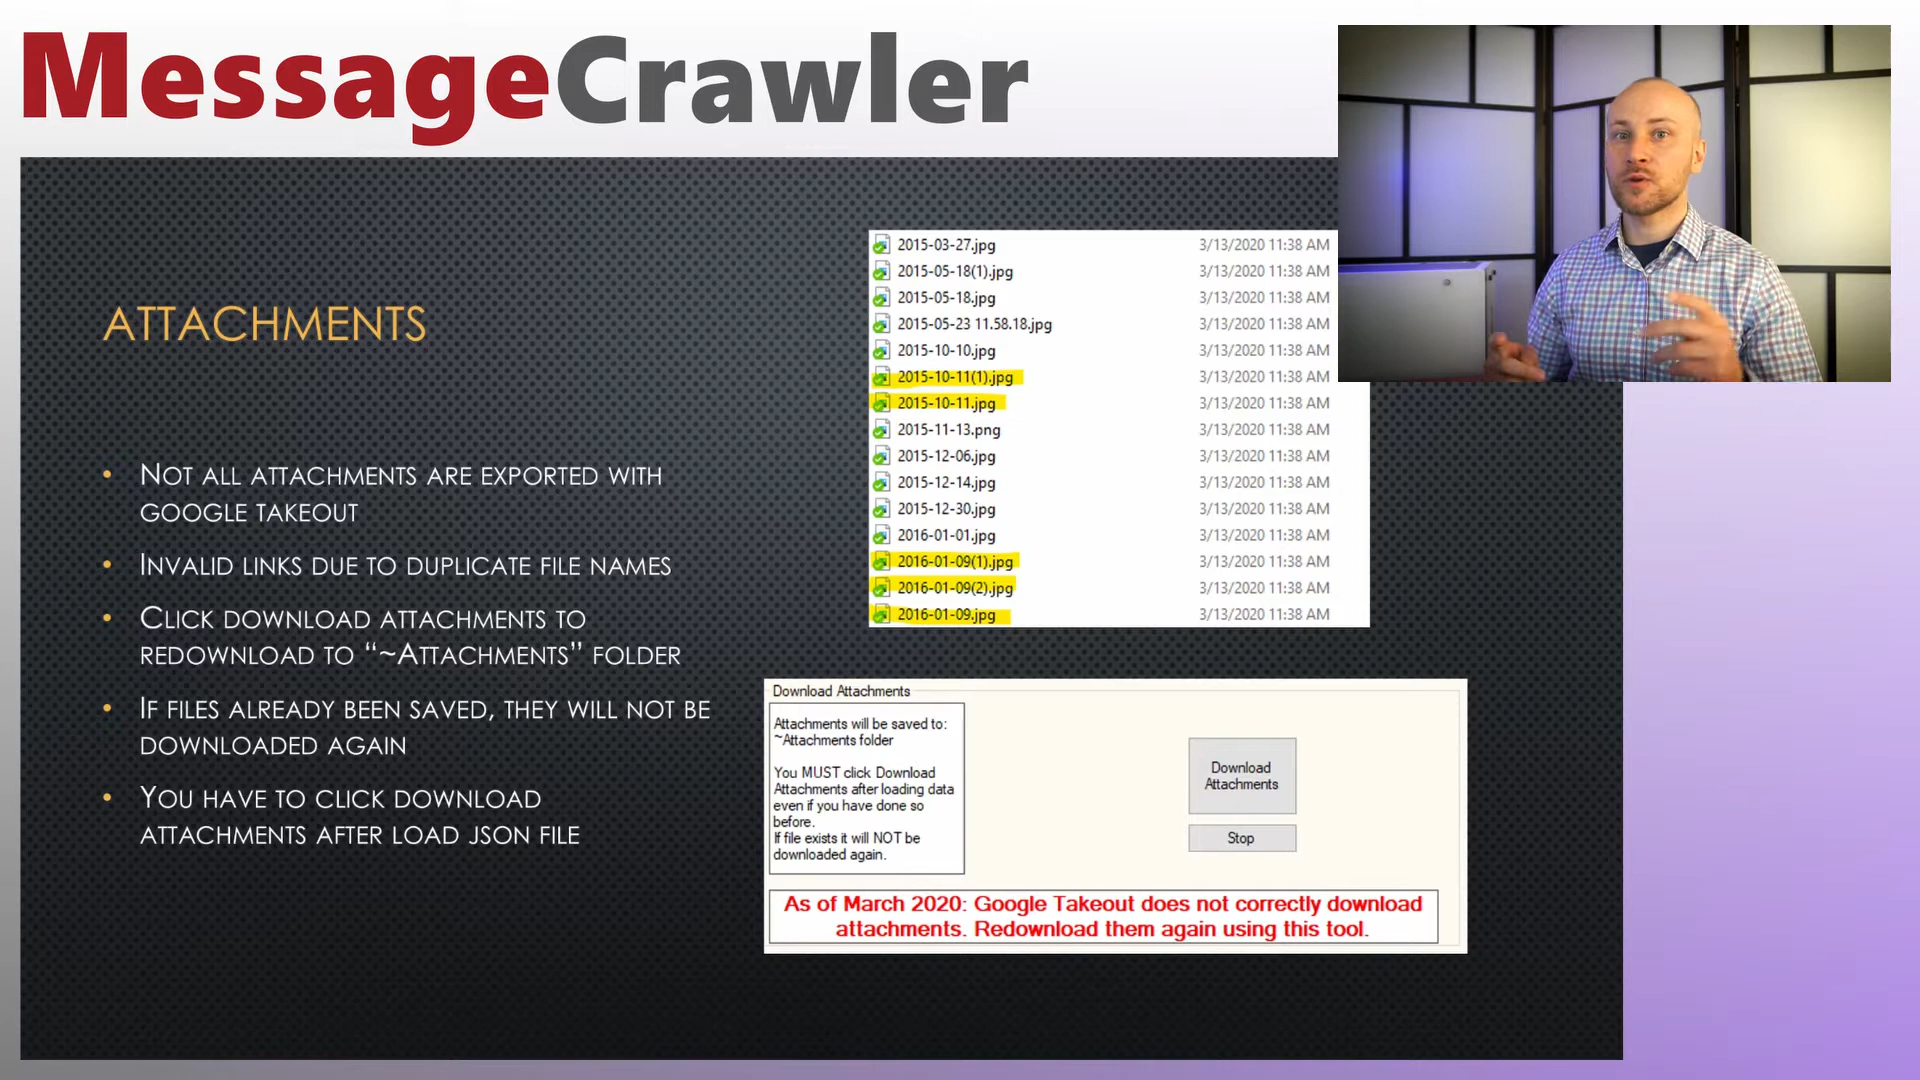 MessageCrawler
ATTACHMENTS
• NOT ALL ATTACHMENTS ARE EXPORTED WITH
GOOGLE TAKEOUT
• INVALID LINKS DUE TO DUPLICATE FILE NAMES
• CLICK DOWNLOAD ATTACHMENTS TO
REDOWNLOAD TO “~ATTACHMENTS” FOLDER
• IF FILES ALREADY BEEN SAVED, THEY WILL NOT BE
DOWNLOADED AGAIN
• YOU HAVE TO CLICK DOWNLOAD
ATTACHMENTS AFTER LOAD JSON FILE
2015-03-27.jpg 3/13/2020 11:38 AM
2015-05-18(1).jpg 3/13/2020 11:38 AM
2015-05-18.jpg 3/13/2020 11:38 AM
2015-05-23 11.58.18.jpg 3/13/2020 11:38 AM
2015-10-10.jpg 3/13/2020 11:38 AM
2015-10-11(1).jpg 3/13/2020 11:38 AM
2015-10-11.jpg 3/13/2020 11:38 AM
2015-11-13.png 3/13/2020 11:38 AM
2015-12-06.jpg 3/13/2020 11:38 AM
2015-12-14.jpg 3/13/2020 11:38 AM
2015-12-30.jpg 3/13/2020 11:38 AM
2016-01-01.jpg 3/13/2020 11:38 AM
2016-01-09(1).jpg 3/13/2020 11:38 AM
2016-01-09(2).jpg 3/13/2020 11:38 AM
2016-01-09.jpg 3/13/2020 11:38 AM
Download Attachments
Attachments will be saved to:
~Attachments folder
You MUST click Download
Attachments after loading data
even if you have done so
before.
If file exists it will NOT be
downloaded again.
Download
Attachments
Stop
As of March 2020: Google Takeout does not correctly download
attachments. Redownload them again using this tool.